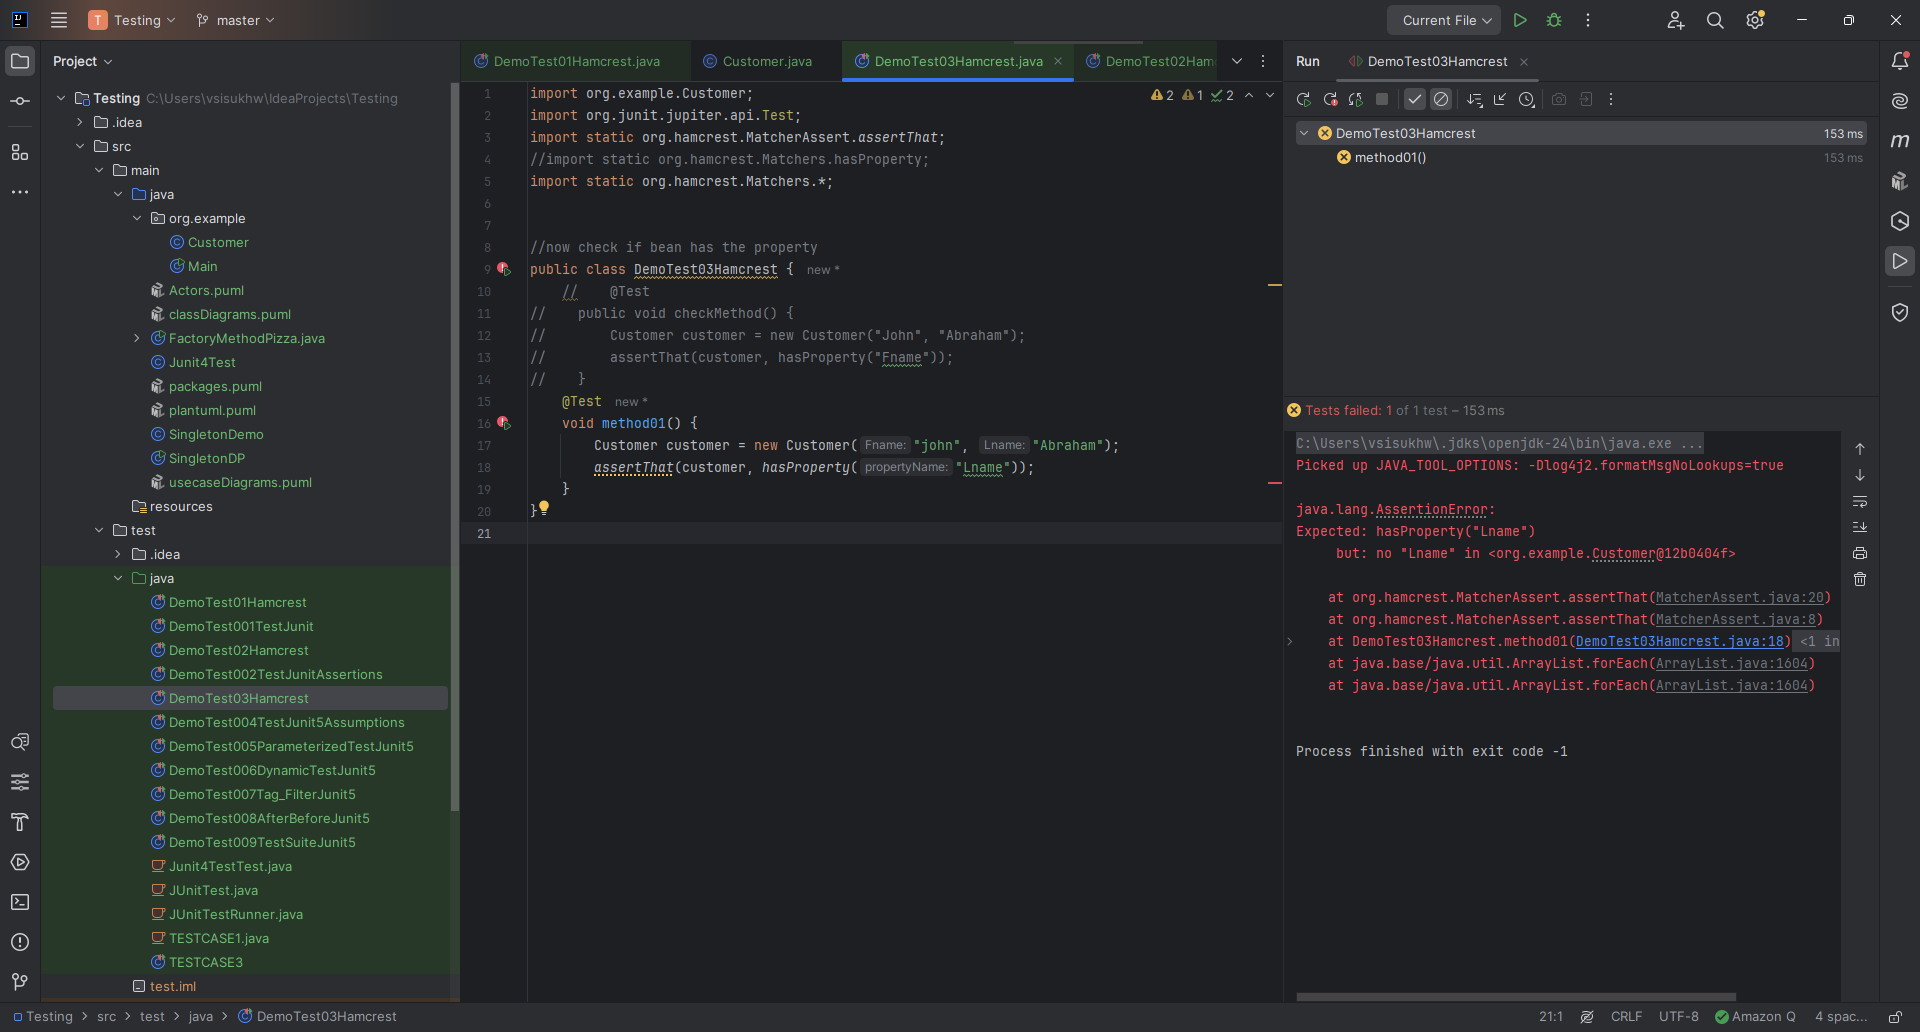 T Testing master Current File
Project
Testing C:\Users\vsisukhw\IdeaProjects\Testing
.idea
src
main
java
org.example
Customer
Main
Actors.puml
classDiagrams.puml
FactoryMethodPizza.java
Junit4Test
packages.puml
plantuml.puml
SingletonDemo
SingletonDP
usecaseDiagrams.puml
resources
test
.idea
java
DemoTest01Hamcrest
DemoTest001TestJunit
DemoTest02Hamcrest
DemoTest002TestJunitAssertions
DemoTest03Hamcrest
DemoTest004TestJunit5Assumptions
DemoTest005ParameterizedTestJunit5
DemoTest006DynamicTestJunit5
DemoTest007Tag_FilterJunit5
DemoTest008AfterBeforeJunit5
DemoTest009TestSuiteJunit5
Junit4TestTest.java
JUnitTest.java
JUnitTestRunner.java
TESTCASE1.java
TESTCASE3
test.iml
DemoTest01Hamcrest.java Customer.java DemoTest03Hamcrest.java DemoTest02Ham
2 1 2
1 import org.example.Customer;
2 import org.junit.jupiter.api.Test;
3 import static org.hamcrest.MatcherAssert.assertThat;
4 //import static org.hamcrest.Matchers.hasProperty;
5 import static org.hamcrest.Matchers.*;
6
7
8 //now check if bean has the property
9 public class DemoTest03Hamcrest { new *
10 // @Test
11 // public void checkMethod() {
12 // Customer customer = new Customer("John", "Abraham");
13 // assertThat(customer, hasProperty("Fname"));
14 // }
15 @Test new *
16 void method01() {
17 Customer customer = new Customer( Fname: "john", Lname: "Abraham");
18 assertThat(customer, hasProperty( propertyName: "Lname"));
19 }
20 }
21
Run DemoTest03Hamcrest
DemoTest03Hamcrest 153 ms
method01() 153 ms
Tests failed: 1 of 1 test – 153 ms
C:\Users\vsisukhw\.jdks\openjdk-24\bin\java.exe ...
Picked up JAVA_TOOL_OPTIONS: -Dlog4j2.formatMsgNoLookups=true
java.lang.AssertionError:
Expected: hasProperty("Lname")
but: no "Lname" in <org.example.Customer@12b0404f>
at org.hamcrest.MatcherAssert.assertThat(MatcherAssert.java:20)
at org.hamcrest.MatcherAssert.assertThat(MatcherAssert.java:8)
at DemoTest03Hamcrest.method01(DemoTest03Hamcrest.java:18) <1 in
at java.base/java.util.ArrayList.forEach(ArrayList.java:1604)
at java.base/java.util.ArrayList.forEach(ArrayList.java:1604)
Process finished with exit code -1
Testing > src > test > java > DemoTest03Hamcrest
21:1 CRLF UTF-8 Amazon Q 4 spac...